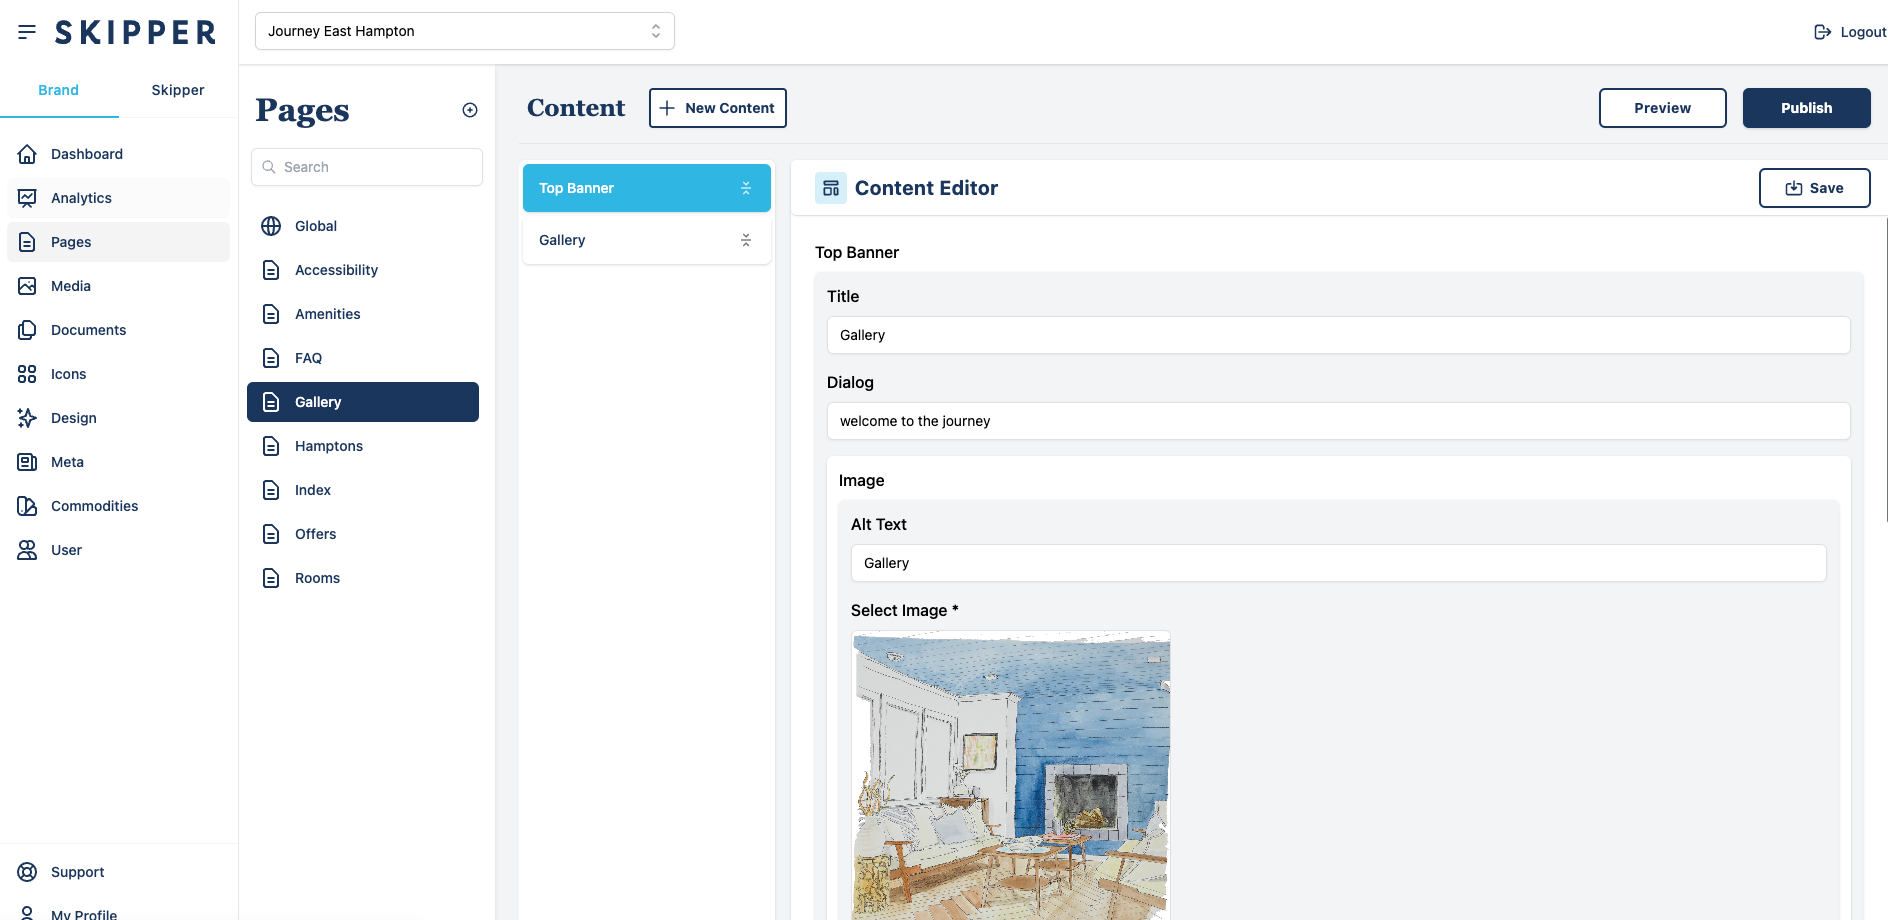 SKIPPER
Journey East Hampton
Logout
Brand
Skipper
Dashboard
Analytics
Pages
Media
Documents
Icons
Design
Meta
Commodities
User
Support
My Profile
Pages
Search
Global
Accessibility
Amenities
FAQ
Gallery
Hamptons
Index
Offers
Rooms
Content
New Content
Preview
Publish
Top Banner
Gallery
Content Editor
Save
Top Banner
Title
Gallery
Dialog
welcome to the journey
Image
Alt Text
Gallery
Select Image *